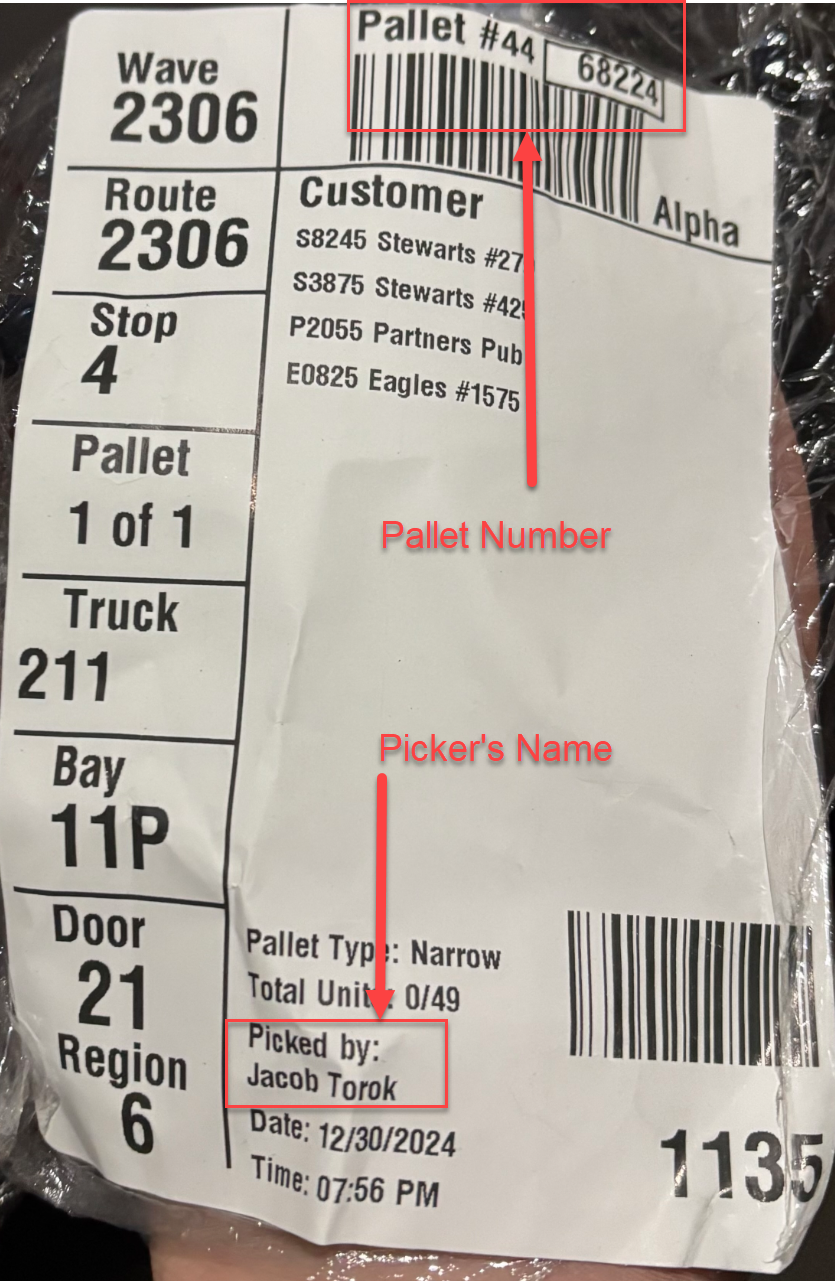 Pallet #44
68224
Wave
2306
Alpha
Route
2306
Customer
S8245 Stewarts #27
S3875 Stewarts #42
P2055 Partners Pub
E0825 Eagles #1575
Stop
4
Pallet
1 of 1
Pallet Number
Truck
211
Picker's Name
Bay
11P
Door
21
Region
6
Pallet Type: Narrow
Total Unit : 0/49
Picked by:
Jacob Torok
Date: 12/30/2024
Time: 07:56 PM
1135